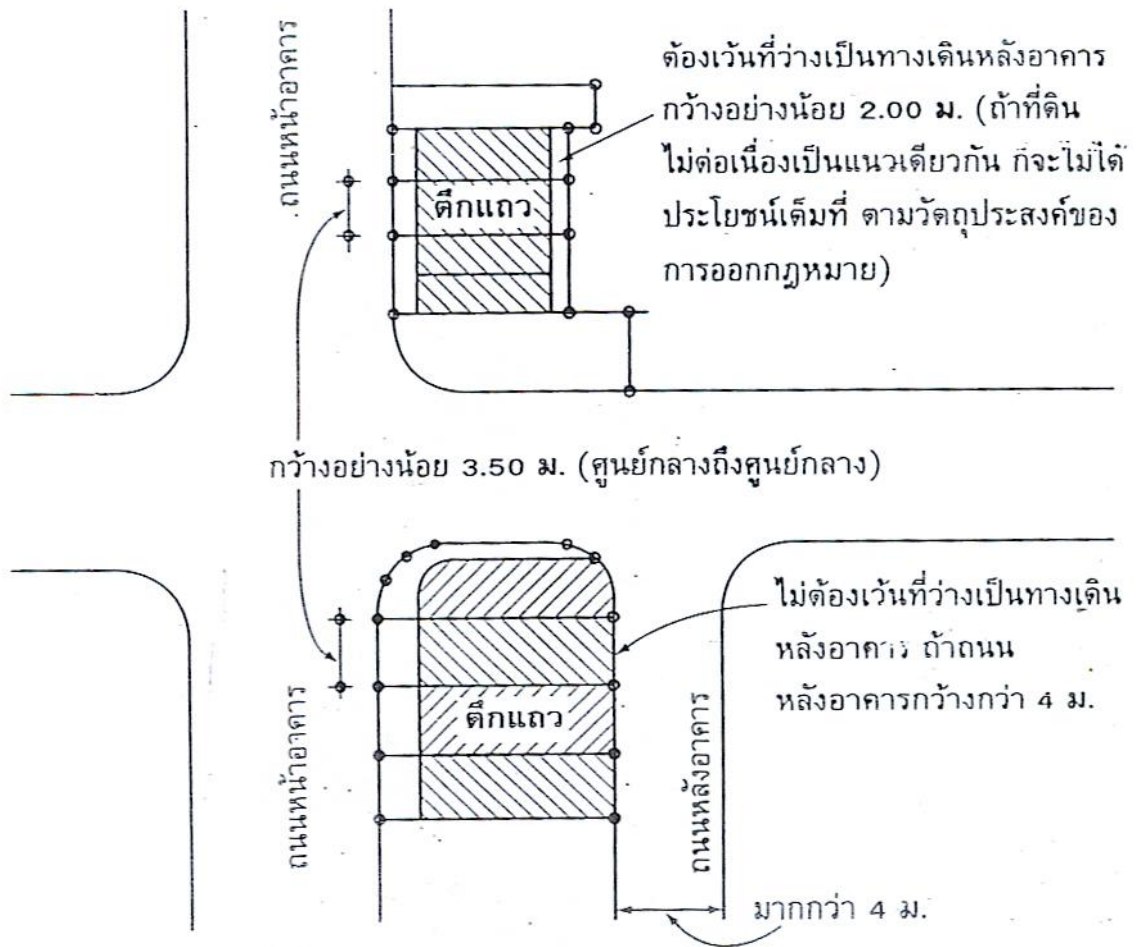 ถนนหน้าอาคาร
ต้องเว้นที่ว่างเป็นทางเดินหลังอาคาร
กว้างอย่างน้อย 2.00 ม. (ถ้าที่ดิน
ไม่ต่อเนื่องเป็นแนวเดียวกัน ก็จะไม่ได้
ประโยชน์เต็มที่ ตามวัตถุประสงค์ของ
การออกกฎหมาย)
ตึกแถว
กว้างอย่างน้อย 3.50 ม. (ศูนย์กลางถึงศูนย์กลาง)
ไม่ต้องเว้นที่ว่างเป็นทางเดิน
หลังอาคาร ถ้าถนน
หลังอาคารกว้างกว่า 4 ม.
ตึกแถว
ถนนหน้าอาคาร
ถนนหลังอาคาร
มากกว่า 4 ม.